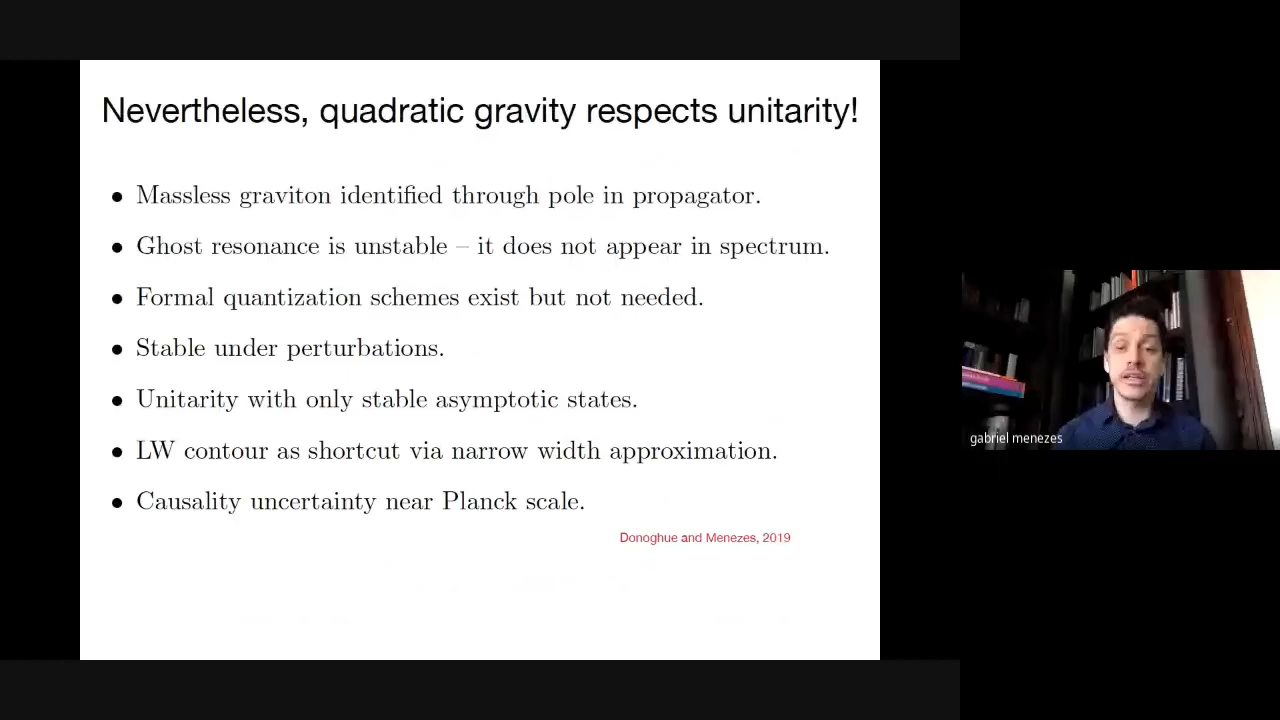 Nevertheless, quadratic gravity respects unitarity!
• Massless graviton identified through pole in propagator.
• Ghost resonance is unstable – it does not appear in spectrum.
• Formal quantization schemes exist but not needed.
• Stable under perturbations.
• Unitarity with only stable asymptotic states.
• LW contour as shortcut via narrow width approximation.
• Causality uncertainty near Planck scale.
Donoghue and Menezes, 2019
gabriel menezes